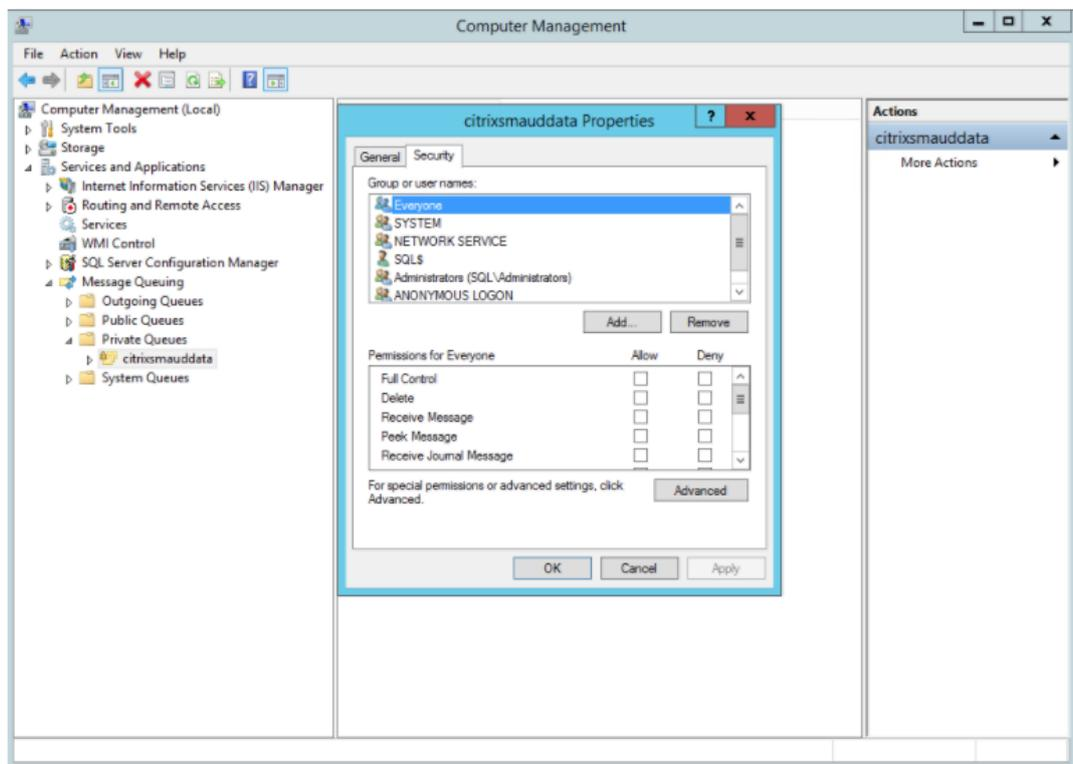 Computer Management
File Action View Help
Computer Management (Local)
System Tools
Storage
Services and Applications
Internet Information Services (IIS) Manager
Routing and Remote Access
Services
WMI Control
SQL Server Configuration Manager
Message Queuing
Outgoing Queues
Public Queues
Private Queues
citrixsmauddata
System Queues
citrixsmauddata Properties
General Security
Group or user names:
Everyone
SYSTEM
NETWORK SERVICE
SQL$
Administrators (SQL\Administrators)
ANONYMOUS LOGON
Add... Remove
Permissions for Everyone Allow Deny
Full Control
Delete
Receive Message
Peek Message
Receive Journal Message
For special permissions or advanced settings, click
Advanced.
Advanced
OK Cancel Apply
Actions
citrixsmauddata
More Actions